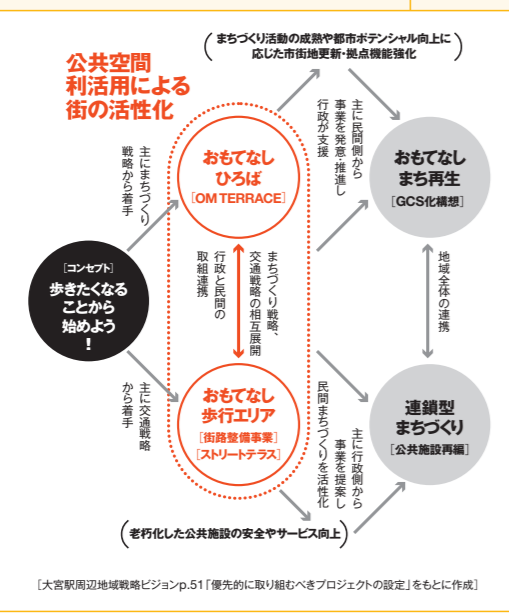 まちづくり活動の成熟や都市ポテンシャル向上に
応じた市街地更新・拠点機能強化
公共空間
利活用による
街の活性化
主にまちづくり
戦略から着手
おもてなし
ひろば
[OM TERRACE]
主に民間側から
事業を発意・推進し
行政が支援
おもてなし
まち再生
[GCS化構想]
[コンセプト]
歩きたくなる
ことから
始めよう
!
まちづくり戦略、
交通戦略の相互展開
行政と民間の
取組連携
地域全体の連携
主に交通戦略
から着手
おもてなし
歩行エリア
[街路整備事業]
[ストリートテラス]
主に行政側から
事業を提案し
民間まちづくりを活性化
連鎖型
まちづくり
[公共施設再編]
(老朽化した公共施設の安全やサービス向上)
[大宮駅周辺地域戦略ビジョンp.51「優先的に取り組むべきプロジェクトの設定」をもとに作成]